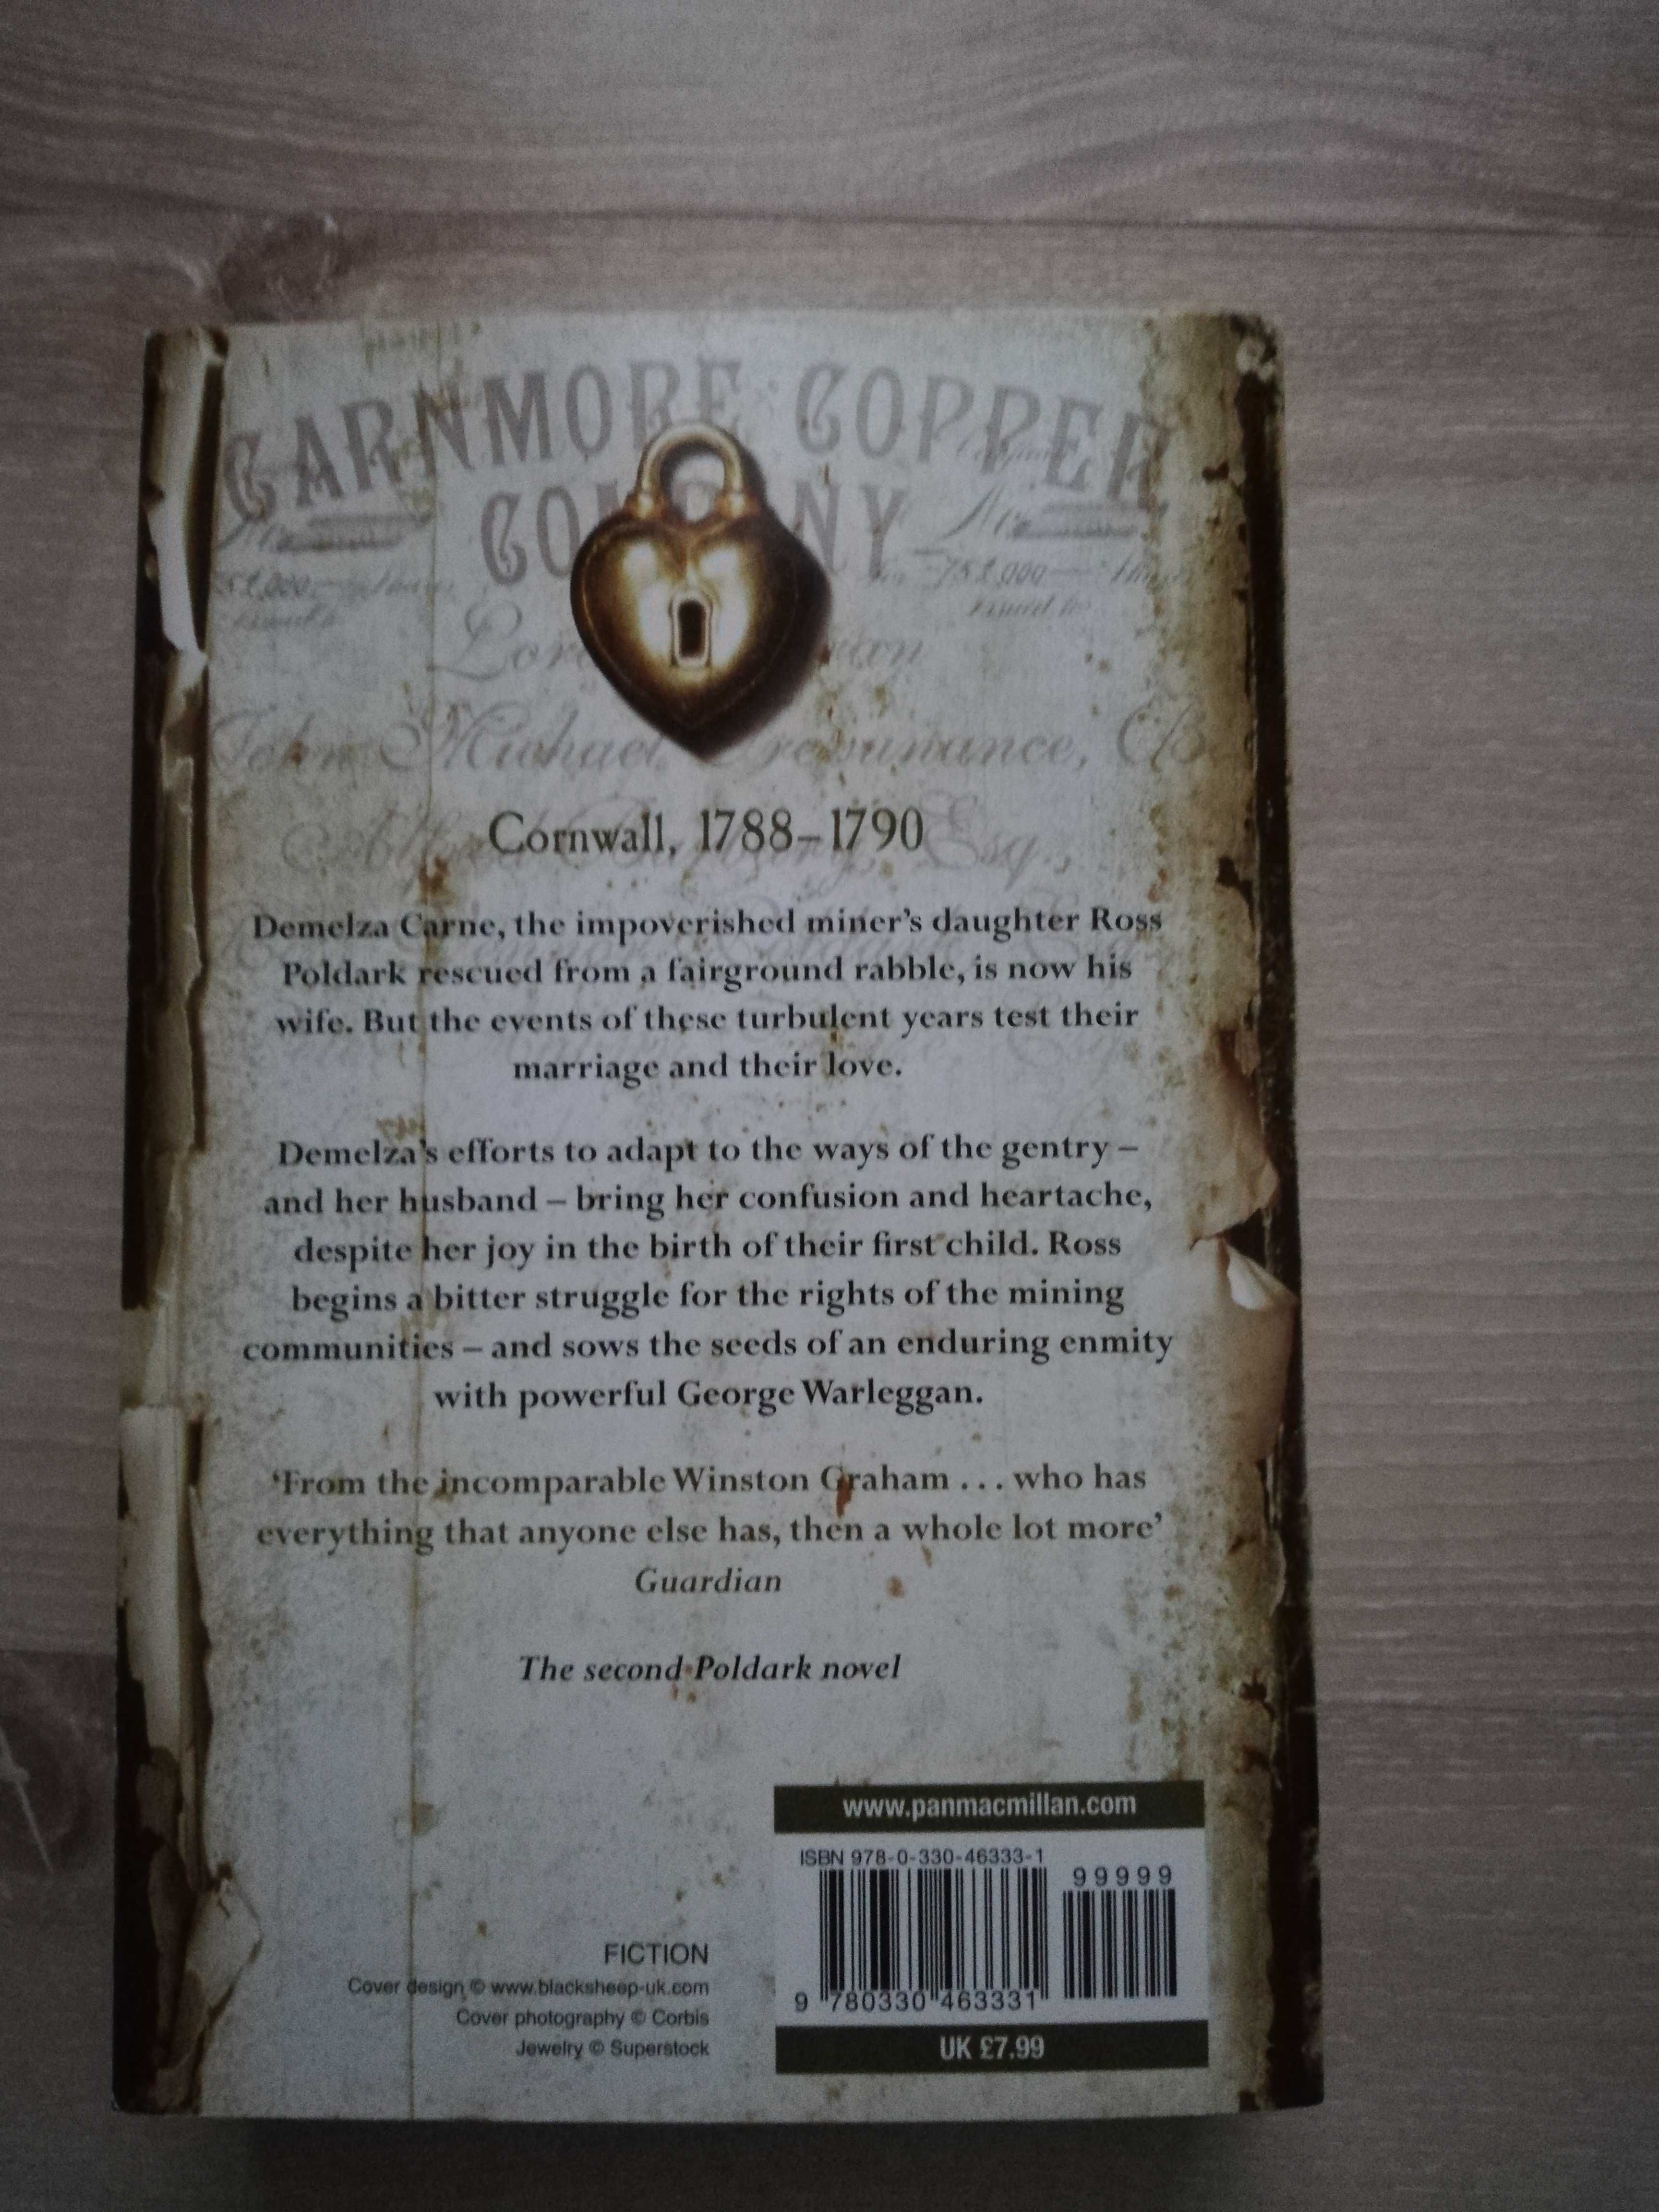 CARNMORE COPPER
Cornwall, 1788–1790
Demelza Carne, the impoverished miner's daughter Ross
Poldark rescued from a fairground rabble, is now his
wife. But the events of these turbulent years test their
marriage and their love.
Demelza's efforts to adapt to the ways of the gentry –
and her husband – bring her confusion and heartache,
despite her joy in the birth of their first child. Ross
begins a bitter struggle for the rights of the mining
communities – and sows the seeds of an enduring enmity
with powerful George Warleggan.
‘From the incomparable Winston Graham . . . who has
everything that anyone else has, then a whole lot more’
Guardian
The second Poldark novel
www.panmacmillan.com
ISBN 978-0-330-46333-1
99999
9 780330 463331
UK £7.99
FICTION
Cover design © www.blacksheep-uk.com
Cover photography © Corbis
Jewelry © Superstock